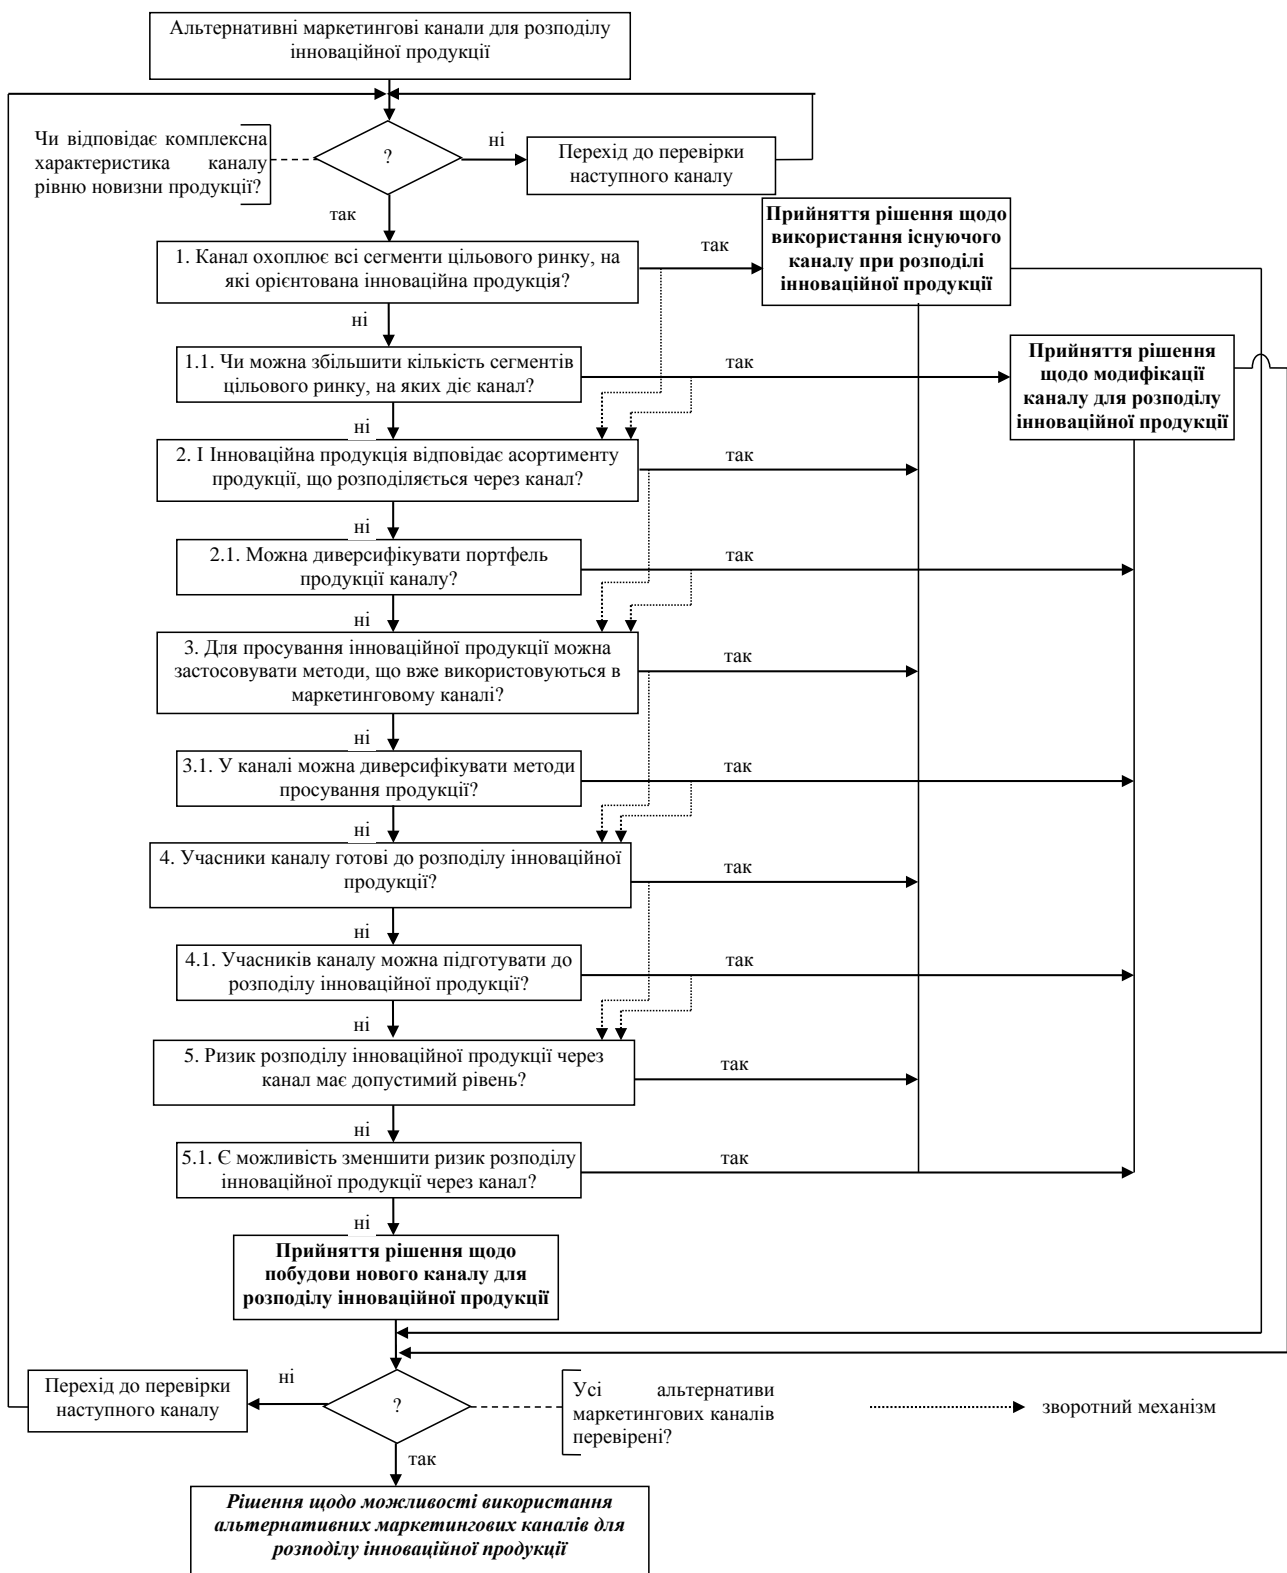 Альтернативні маркетингові канали для розподілу
інноваційної продукції
Чи відповідає комплексна
характеристика каналу
рівню новизни продукції?
?
ні
Перехід до перевірки
наступного каналу
так
1. Канал охоплює всі сегменти цільового ринку, на
які орієнтована інноваційна продукція?
так
Прийняття рішення щодо
використання існуючого
каналу при розподілі
інноваційної продукції
ні
1.1. Чи можна збільшити кількість сегментів
цільового ринку, на яких діє канал?
так
Прийняття рішення
щодо модифікації
каналу для розподілу
інноваційної продукції
ні
2. І Інноваційна продукція відповідає асортименту
продукції, що розподіляється через канал?
так
ні
2.1. Можна диверсифікувати портфель
продукції каналу?
так
ні
3. Для просування інноваційної продукції можна
застосовувати методи, що вже використовуються в
маркетинговому каналі?
так
ні
3.1. У каналі можна диверсифікувати методи
просування продукції?
так
ні
4. Учасники каналу готові до розподілу інноваційної
продукції?
так
ні
4.1. Учасників каналу можна підготувати до
розподілу інноваційної продукції?
так
ні
5. Ризик розподілу інноваційної продукції через
канал має допустимий рівень?
так
ні
5.1. Є можливість зменшити ризик розподілу
інноваційної продукції через канал?
так
ні
Прийняття рішення щодо
побудови нового каналу для
розподілу інноваційної продукції
Перехід до перевірки
наступного каналу
ні
?
Усі альтернативи
маркетингових каналів
перевірені?
зворотний механізм
так
Рішення щодо можливості використання
альтернативних маркетингових каналів для
розподілу інноваційної продукції